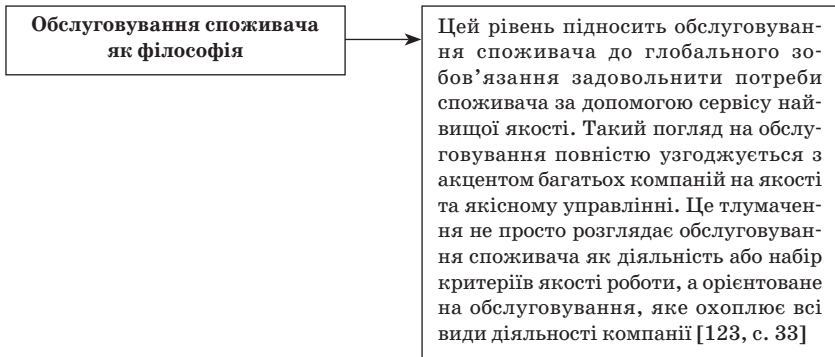 Обслуговування споживача
як філософія
Цей рівень підносить обслуговуван-
ня споживача до глобального зо-
бов’язання задовольнити потреби
споживача за допомогою сервісу най-
вищої якості. Такий погляд на обслу-
говування повністю узгоджується з
акцентом багатьох компаній на якості
та якісному управлінні. Це тлумачен-
ня не просто розглядає обслуговуван-
ня споживача як діяльність або набір
критеріїв якості роботи, а орієнтоване
на обслуговування, яке охоплює всі
види діяльності компанії [123, с. 33]